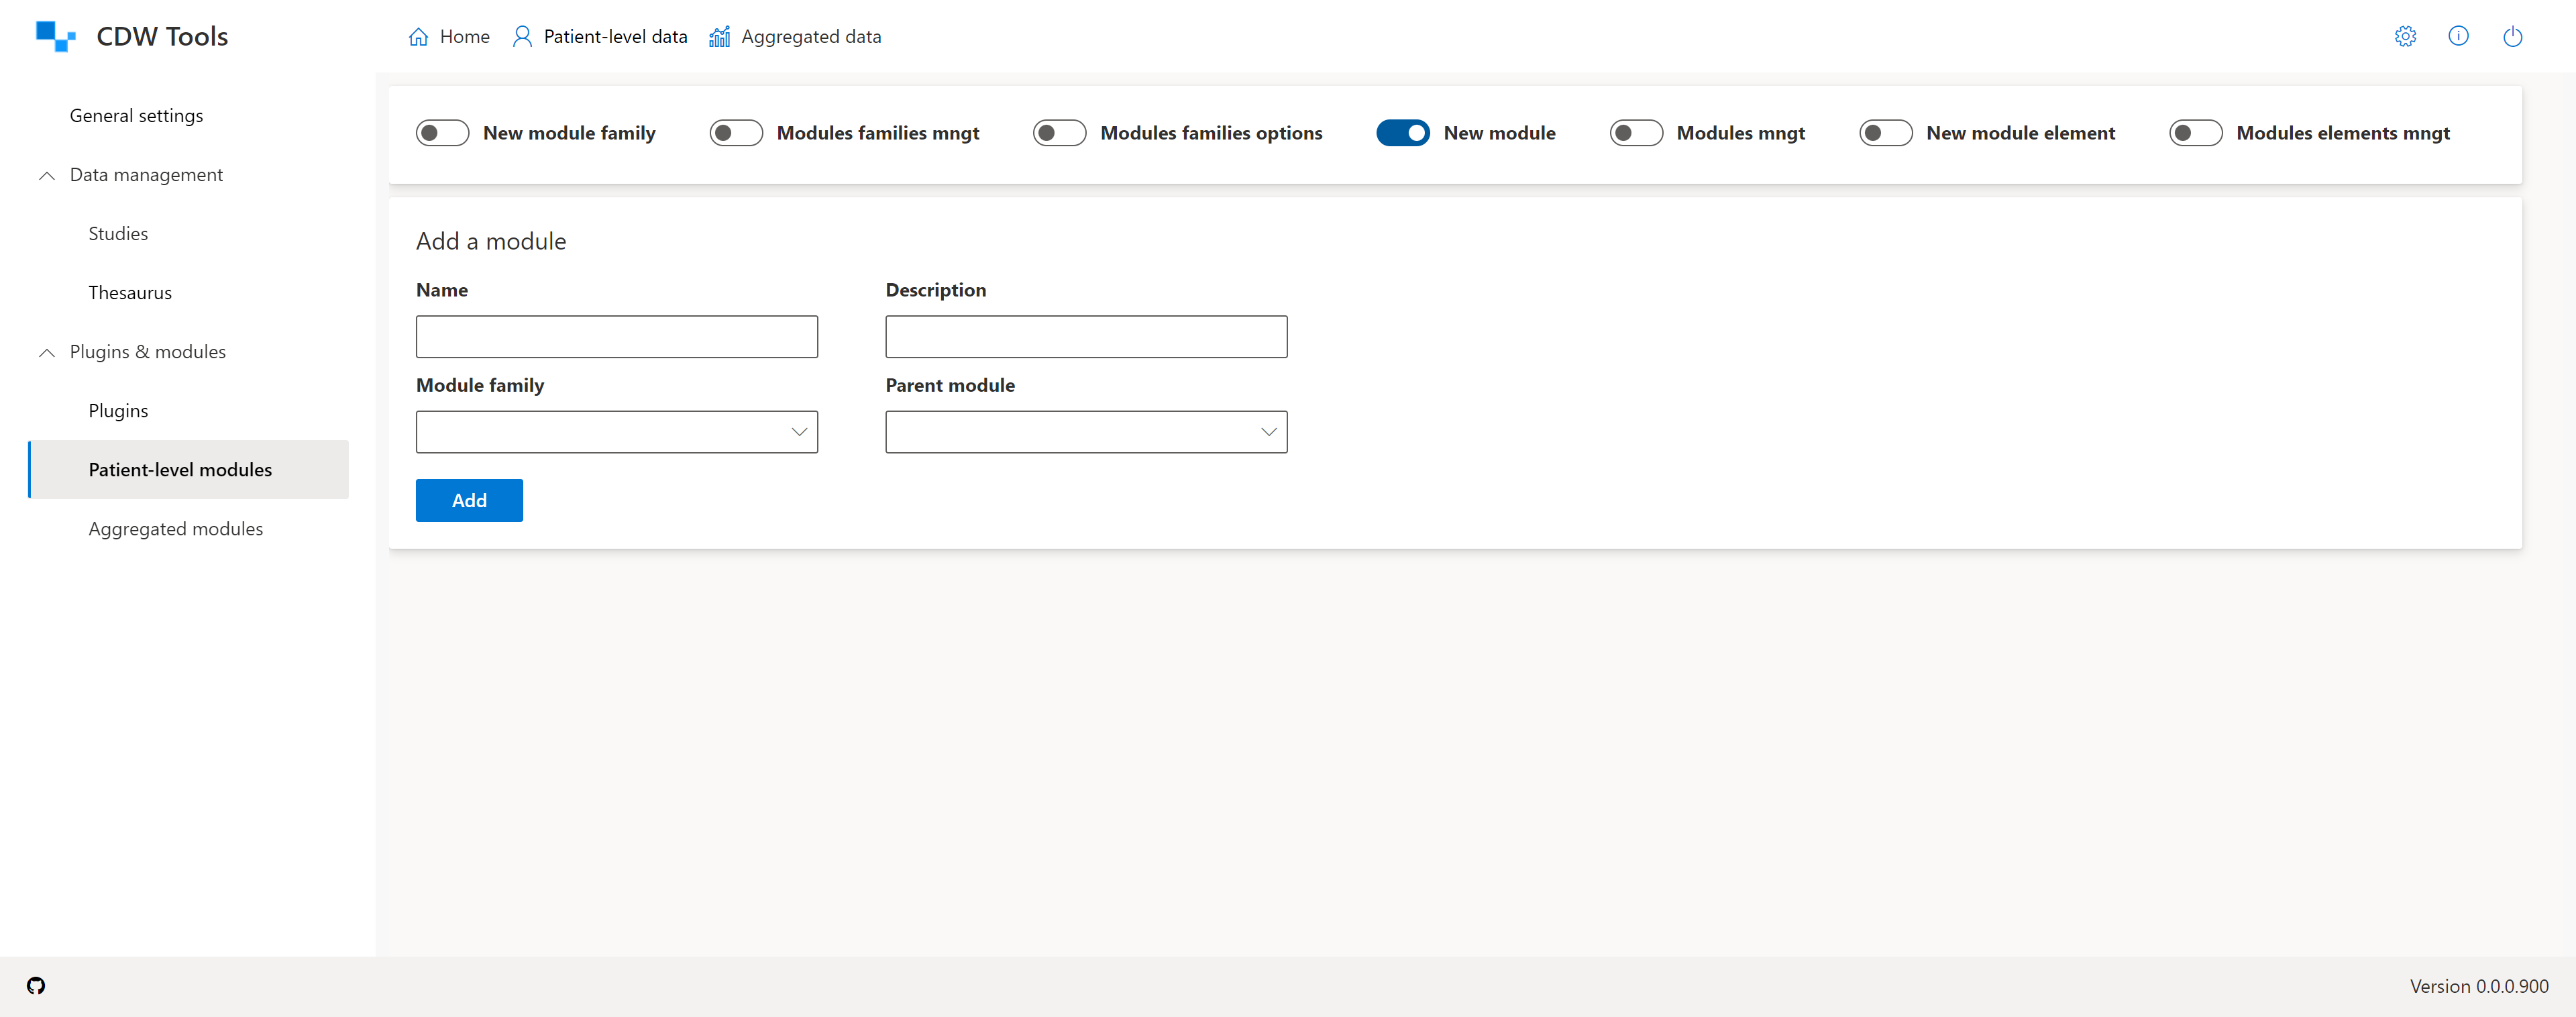 CDW Tools
Home Patient-level data Aggregated data
General settings
Data management
Studies
Thesaurus
Plugins & modules
Plugins
Patient-level modules
Aggregated modules
New module family Modules families mngt Modules families options New module Modules mngt New module element Modules elements mngt
Add a module
Name Description
Module family Parent module
Add
Version 0.0.0.900